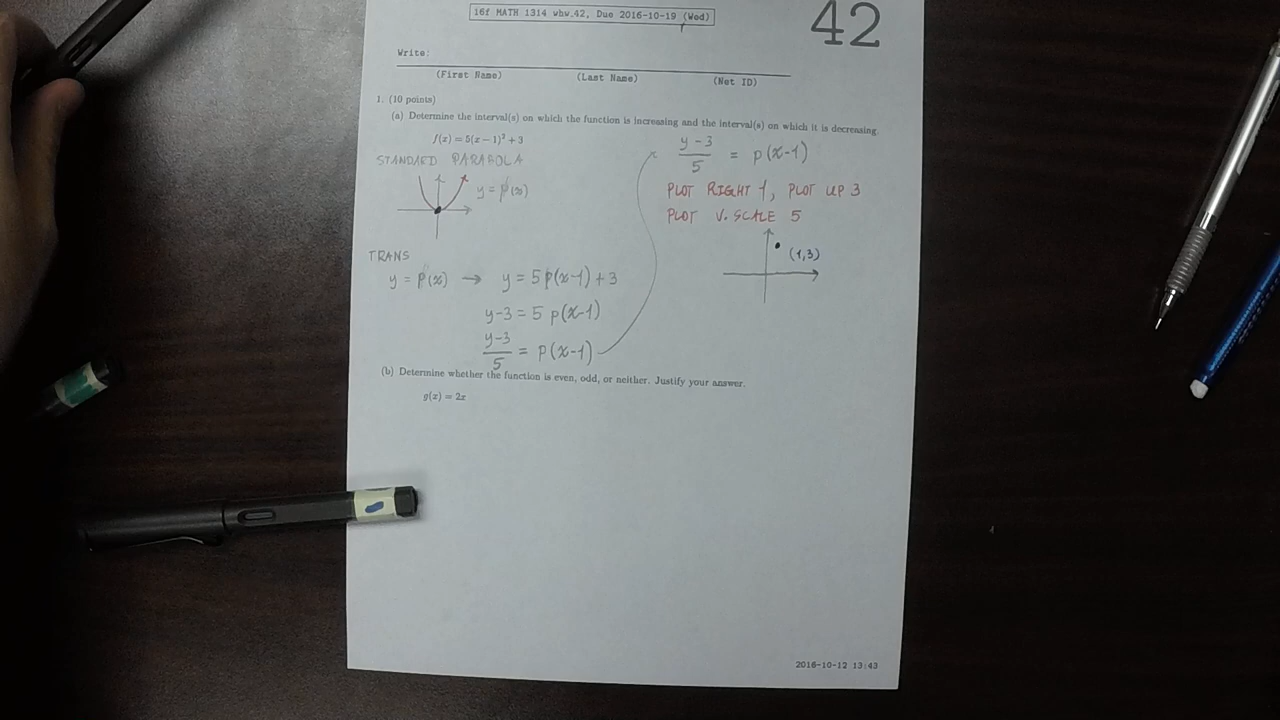 16f MATH 1314 whw.42, Due 2016-10-19 (Wed)
42
Write:
(First Name) (Last Name) (Net ID)
1. (10 points)
(a) Determine the interval(s) on which the function is increasing and the interval(s) on which it is decreasing.
f(x) = 5(x − 1)² + 3
STANDAED PARABOLA
y = p(x)
TRANS
y = p(x) → y = 5p(x-1)+3
y-3 = 5 p(x-1)
y-3
5 = p(x-1)
y-3
5 = p(x-1)
PLOT RIGHT 1, PLOT UP 3
PLOT V. SCALE 5
(1,3)
(b) Determine whether the function is even, odd, or neither. Justify your answer.
g(x) = 2x
2016-10-12 13:43